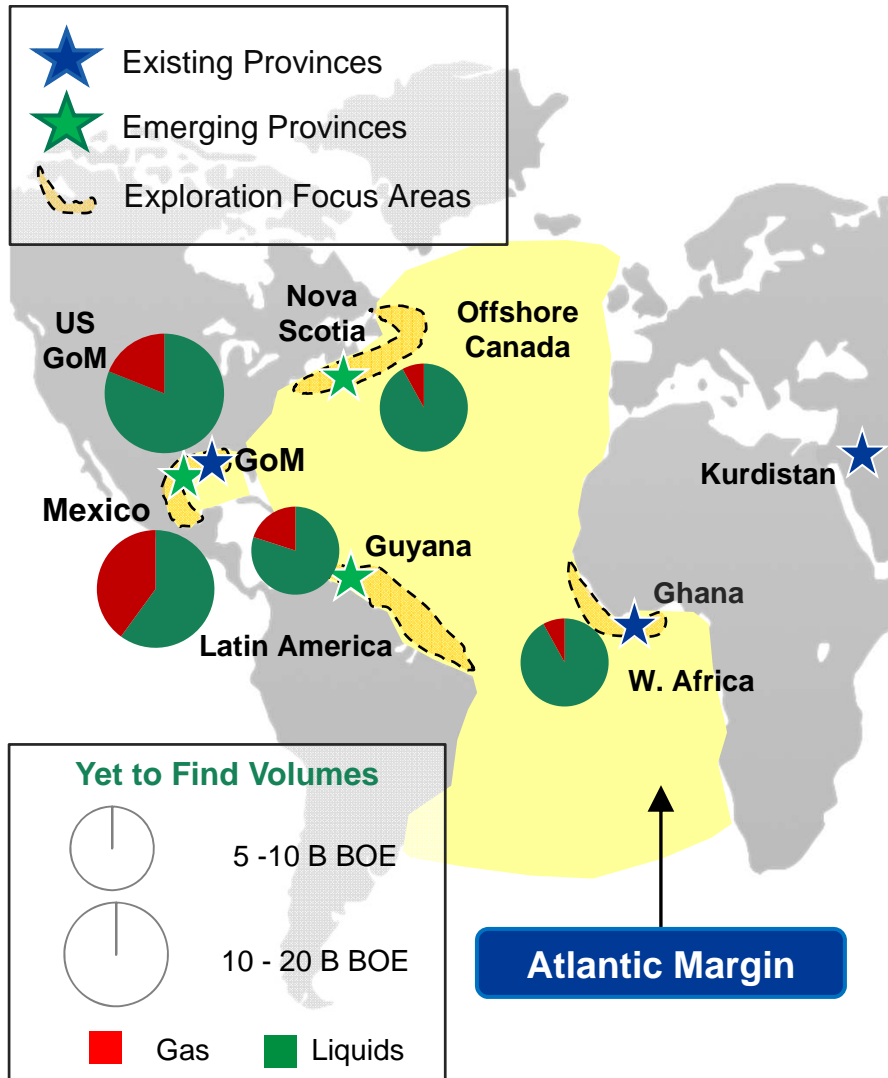 Existing Provinces
Emerging Provinces
Exploration Focus Areas
Nova
Scotia
Offshore
Canada
US
GoM
GoM
Kurdistan
Mexico
Guyana
Ghana
Latin America
W. Africa
Yet to Find Volumes
5 -10 B BOE
10 - 20 B BOE
Gas
Liquids
Atlantic Margin